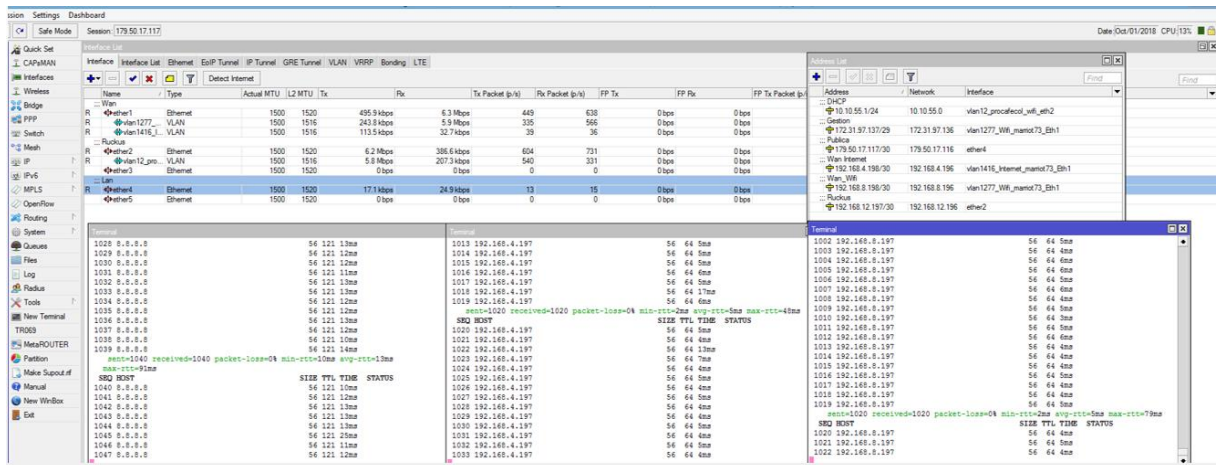 ssion Settings Dashboard
Safe Mode Session: 179.50.17.117 Date: Oct/01/2018 CPU: 13%
Quick Set
CAPsMAN
Interfaces
Wireless
Bridge
PPP
Switch
Mesh
IP
IPv6
MPLS
OpenFlow
Routing
System
Queues
Files
Log
Radius
Tools
New Terminal
TR069
MetaROUTER
Partition
Make Supout.rif
Manual
New WinBox
Exit
Interface List
Interface Interface List Ethernet EoIP Tunnel IP Tunnel GRE Tunnel VLAN VRRP Bonding LTE
Detect Internet
Find
Name Type Actual MTU L2 MTU Tx Rx Tx Packet (p/s) Rx Packet (p/s) FP Tx FP Rx FP Tx Packet (p/s)
::: Wan
R ether1 Ethernet 1500 1520 495.9 kbps 6.3 Mbps 449 638 0 bps 0 bps
R vlan1277_... VLAN 1500 1516 243.8 kbps 5.9 Mbps 335 566 0 bps 0 bps
R vlan1416_I... VLAN 1500 1516 113.5 kbps 32.7 kbps 39 36 0 bps 0 bps
::: Ruckus
R ether2 Ethernet 1500 1520 6.2 Mbps 386.6 kbps 604 731 0 bps 0 bps
R vlan12_pro... VLAN 1500 1516 5.8 Mbps 207.3 kbps 540 331 0 bps 0 bps
ether3 Ethernet 1500 1520 0 bps 0 bps 0 0 0 bps 0 bps
::: Lan
R ether4 Ethernet 1500 1520 17.1 kbps 24.9 kbps 13 15 0 bps 0 bps
ether5 Ethernet 1500 1520 0 bps 0 bps 0 0 0 bps 0 bps
Address List
Find
Address Network Interface
::: DHCP
10.10.55.1/24 10.10.55.0 vlan12_procafecol_wifi_eth2
::: Gestion
172.31.97.137/29 172.31.97.136 vlan1277_Wifi_marriot73_Eth1
::: Publica
179.50.17.117/30 179.50.17.116 ether4
::: Wan Internet
192.168.4.198/30 192.168.4.196 vlan1416_Internet_marriot73_Eth1
::: Wan_Wifi
192.168.8.198/30 192.168.8.196 vlan1277_Wifi_marriot73_Eth1
::: Ruckus
192.168.12.197/30 192.168.12.196 ether2
Terminal
1028 8.8.8.8 56 121 13ms
1029 8.8.8.8 56 121 12ms
1030 8.8.8.8 56 121 12ms
1031 8.8.8.8 56 121 11ms
1032 8.8.8.8 56 121 13ms
1033 8.8.8.8 56 121 13ms
1034 8.8.8.8 56 121 12ms
1035 8.8.8.8 56 121 12ms
1036 8.8.8.8 56 121 13ms
1037 8.8.8.8 56 121 12ms
1038 8.8.8.8 56 121 10ms
1039 8.8.8.8 56 121 14ms
sent=1040 received=1040 packet-loss=0% min-rtt=10ms avg-rtt=13ms
max-rtt=91ms
SEQ HOST SIZE TTL TIME STATUS
1040 8.8.8.8 56 121 10ms
1041 8.8.8.8 56 121 12ms
1042 8.8.8.8 56 121 13ms
1043 8.8.8.8 56 121 13ms
1044 8.8.8.8 56 121 13ms
1045 8.8.8.8 56 121 25ms
1046 8.8.8.8 56 121 11ms
1047 8.8.8.8 56 121 12ms
Terminal
1013 192.168.4.197 56 64 5ms
1014 192.168.4.197 56 64 5ms
1015 192.168.4.197 56 64 5ms
1016 192.168.4.197 56 64 4ms
1017 192.168.4.197 56 64 5ms
1018 192.168.4.197 56 64 17ms
1019 192.168.4.197 56 64 6ms
sent=1020 received=1020 packet-loss=0% min-rtt=2ms avg-rtt=5ms max-rtt=48ms
SEQ HOST SIZE TTL TIME STATUS
1020 192.168.4.197 56 64 5ms
1021 192.168.4.197 56 64 4ms
1022 192.168.4.197 56 64 13ms
1023 192.168.4.197 56 64 7ms
1024 192.168.4.197 56 64 4ms
1025 192.168.4.197 56 64 5ms
1026 192.168.4.197 56 64 4ms
1027 192.168.4.197 56 64 5ms
1028 192.168.4.197 56 64 4ms
1029 192.168.4.197 56 64 4ms
1030 192.168.4.197 56 64 5ms
1031 192.168.4.197 56 64 4ms
1032 192.168.4.197 56 64 5ms
1033 192.168.4.197 56 64 4ms
Terminal
1002 192.168.8.197 56 64 5ms
1003 192.168.8.197 56 64 4ms
1004 192.168.8.197 56 64 6ms
1005 192.168.8.197 56 64 6ms
1006 192.168.8.197 56 64 5ms
1007 192.168.8.197 56 64 6ms
1008 192.168.8.197 56 64 4ms
1009 192.168.8.197 56 64 4ms
1010 192.168.8.197 56 64 3ms
1011 192.168.8.197 56 64 5ms
1012 192.168.8.197 56 64 5ms
1013 192.168.8.197 56 64 5ms
1014 192.168.8.197 56 64 4ms
1015 192.168.8.197 56 64 4ms
1016 192.168.8.197 56 64 5ms
1017 192.168.8.197 56 64 4ms
1018 192.168.8.197 56 64 4ms
1019 192.168.8.197 56 64 5ms
sent=1020 received=1020 packet-loss=0% min-rtt=2ms avg-rtt=5ms max-rtt=79ms
SEQ HOST SIZE TTL TIME STATUS
1020 192.168.8.197 56 64 4ms
1021 192.168.8.197 56 64 5ms
1022 192.168.8.197 56 64 4ms